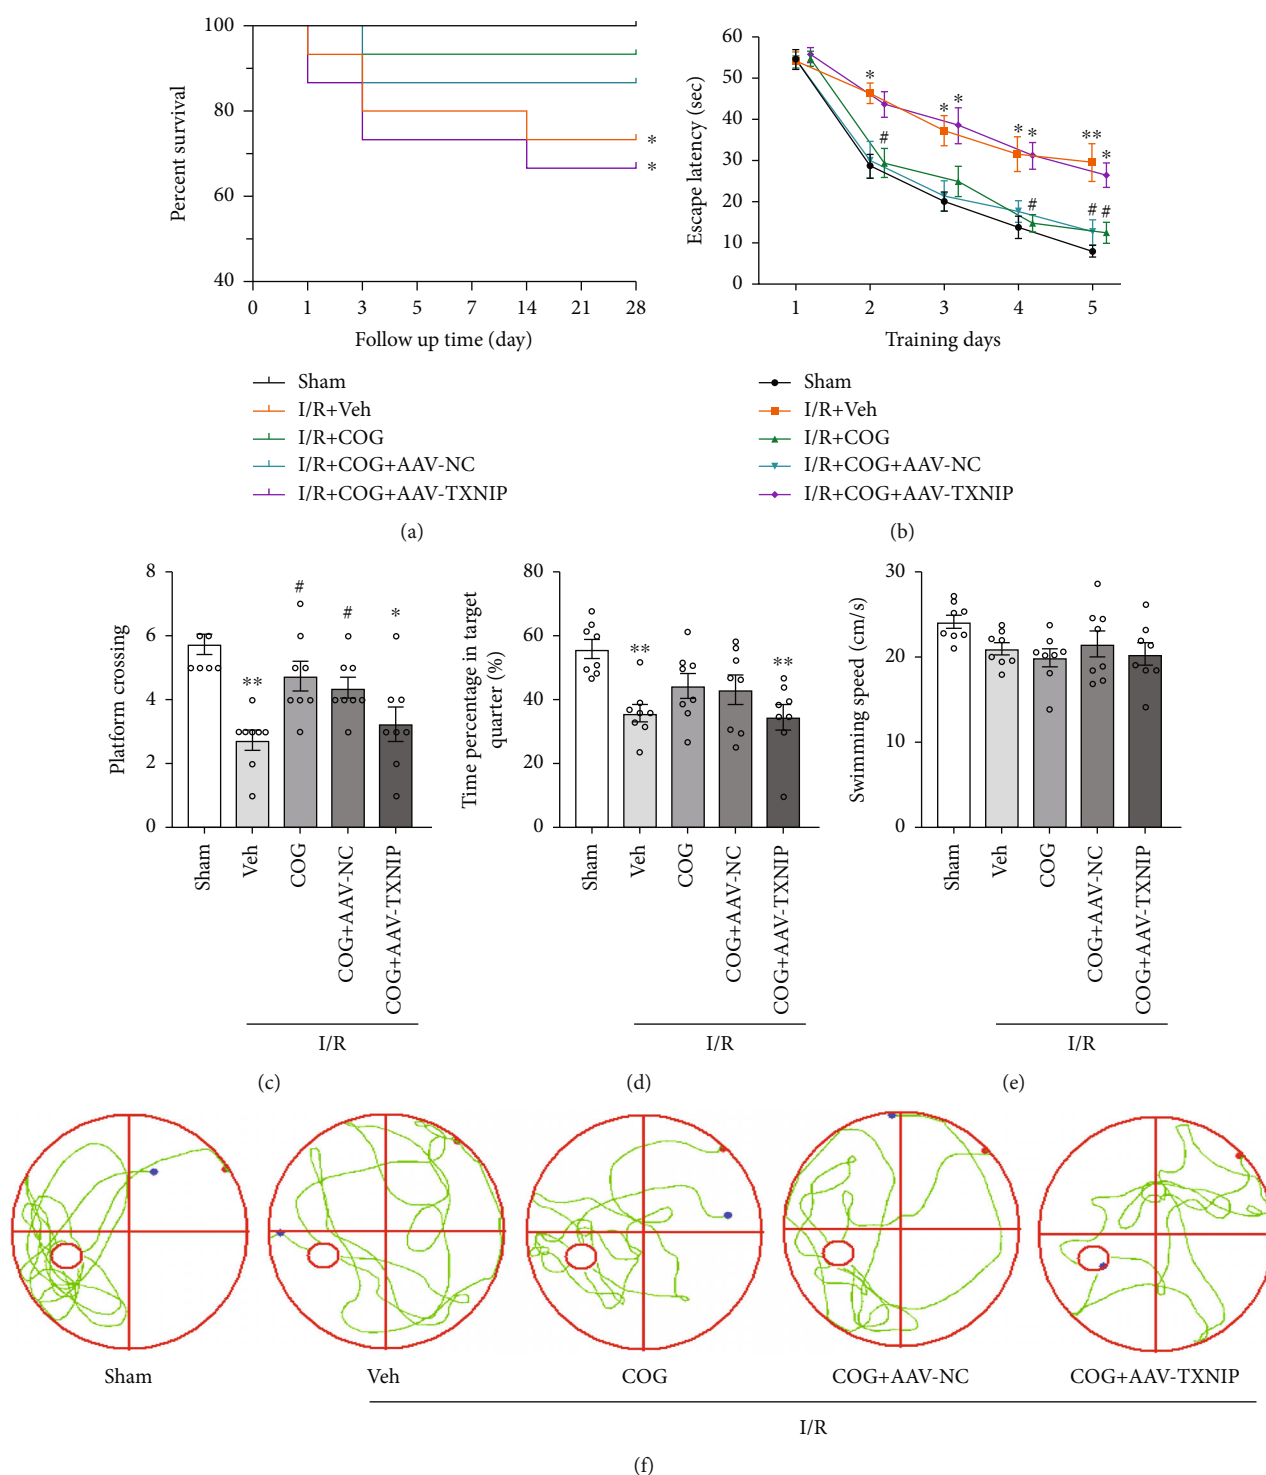 100
80
60
40
Percent survival
*
*
0 1 3 5 7 14 21 28
Follow up time (day)
Sham
I/R+Veh
I/R+COG
I/R+COG+AAV-NC
I/R+COG+AAV-TXNIP
(a)
60
50
40
30
20
10
0
Escape latency (sec)
* * * * * ** *
# # # #
1 2 3 4 5
Training days
Sham
I/R+Veh
I/R+COG
I/R+COG+AAV-NC
I/R+COG+AAV-TXNIP
(b)
8
6
4
2
0
Platform crossing
** # # *
Sham
Veh
COG
COG+AAV-NC
COG+AAV-TXNIP
I/R
(c)
80
60
40
20
0
Time percentage in target
quarter (%)
** **
Sham
Veh
COG
COG+AAV-NC
COG+AAV-TXNIP
I/R
(d)
30
20
10
0
Swimming speed (cm/s)
Sham
Veh
COG
COG+AAV-NC
COG+AAV-TXNIP
I/R
(e)
Sham Veh COG COG+AAV-NC COG+AAV-TXNIP
I/R
(f)